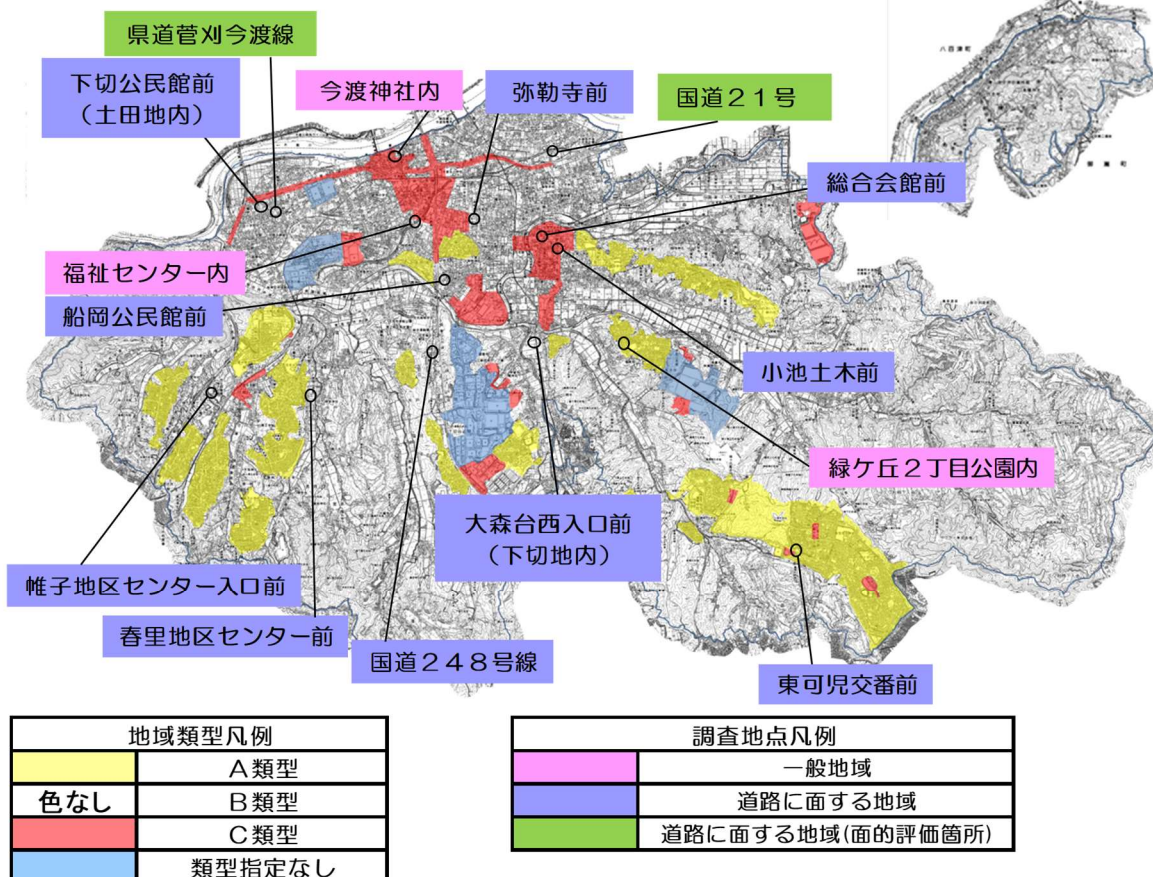 県道菅刈今渡線
下切公民館前
（土田地内）
今渡神社内
弥勒寺前
国道２１号
八百津町
御嵩町
総合会館前
福祉センター内
船岡公民館前
小池土木前
緑ケ丘２丁目公園内
大森台西入口前
（下切地内）
帷子地区センター入口前
春里地区センター前
国道２４８号線
東可児交番前
地域類型凡例
Ａ類型
色なし
Ｂ類型
Ｃ類型
類型指定なし
調査地点凡例
一般地域
道路に面する地域
道路に面する地域(面的評価箇所)